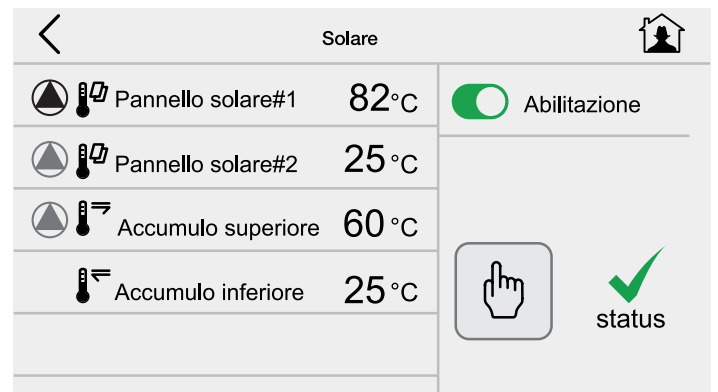 Solare
Pannello solare#1 82°C
Abilitazione
Pannello solare#2 25°C
Accumulo superiore 60°C
Accumulo inferiore 25°C
status